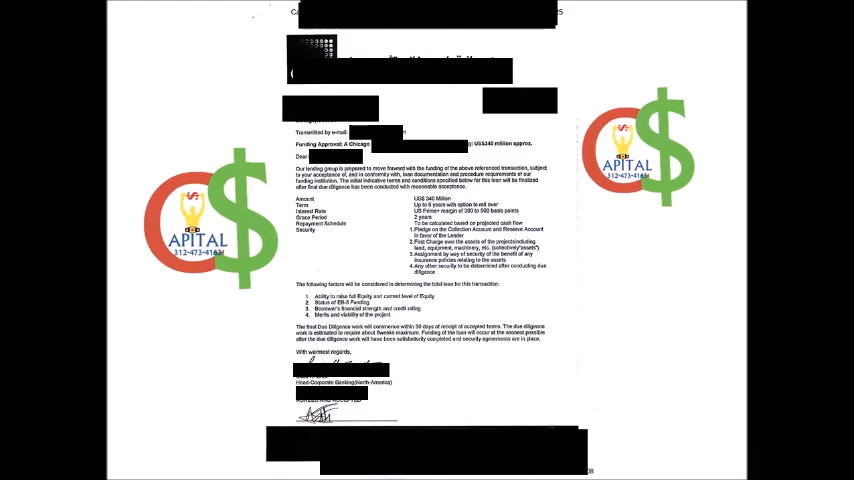 Transmitted by e-mail:
Funding Approval: A Chicago g: US$340 million approx.
Dear
Our lending group is prepared to move forward with the funding of the above referenced transaction, subject
to your acceptance of, and in conformity with, loan documentation and procedure requirements of our
funding institution. The initial indicative terms and conditions specified below for this loan will be finalized
after final due diligence has been conducted with reasonable acceptance.
Amount US$ 340 Million
Term Up to 8 years with option to roll over
Interest Rate US Prime+ margin of 300 to 500 basis points
Grace Period 2 years
Repayment Schedule To be calculated based on projected cash flow
Security 1.Pledge on the Collection Account and Reserve Account
in favor of the Lender
2.First Charge over the assets of the project(including
land, equipment, machinery, etc. (collectively"assets")
3.Assignment by way of security of the benefit of any
insurance policies relating to the assets
4.Any other security to be determined after conducting due
diligence
The following factors will be considered in determining the total loan for this transaction:
1. Ability to raise full Equity and current level of Equity
2. Status of EB-5 Funding
3. Borrower's financial strength and credit rating
4. Merits and viability of the project
The final Due Diligence work will commence within 30 days of receipt of accepted terms. The due diligence
work is estimated to require about 8weeks maximum. Funding of the loan will occur at the soonest possible
after the due diligence work will have been satisfactorily completed and security agreements are in place.
With warmest regards,
Head-Corporate Banking(North-America)
AGREED AND ACCEPTED
C$
APITAL
312-473-4163
C$
APITAL
312-473-4163